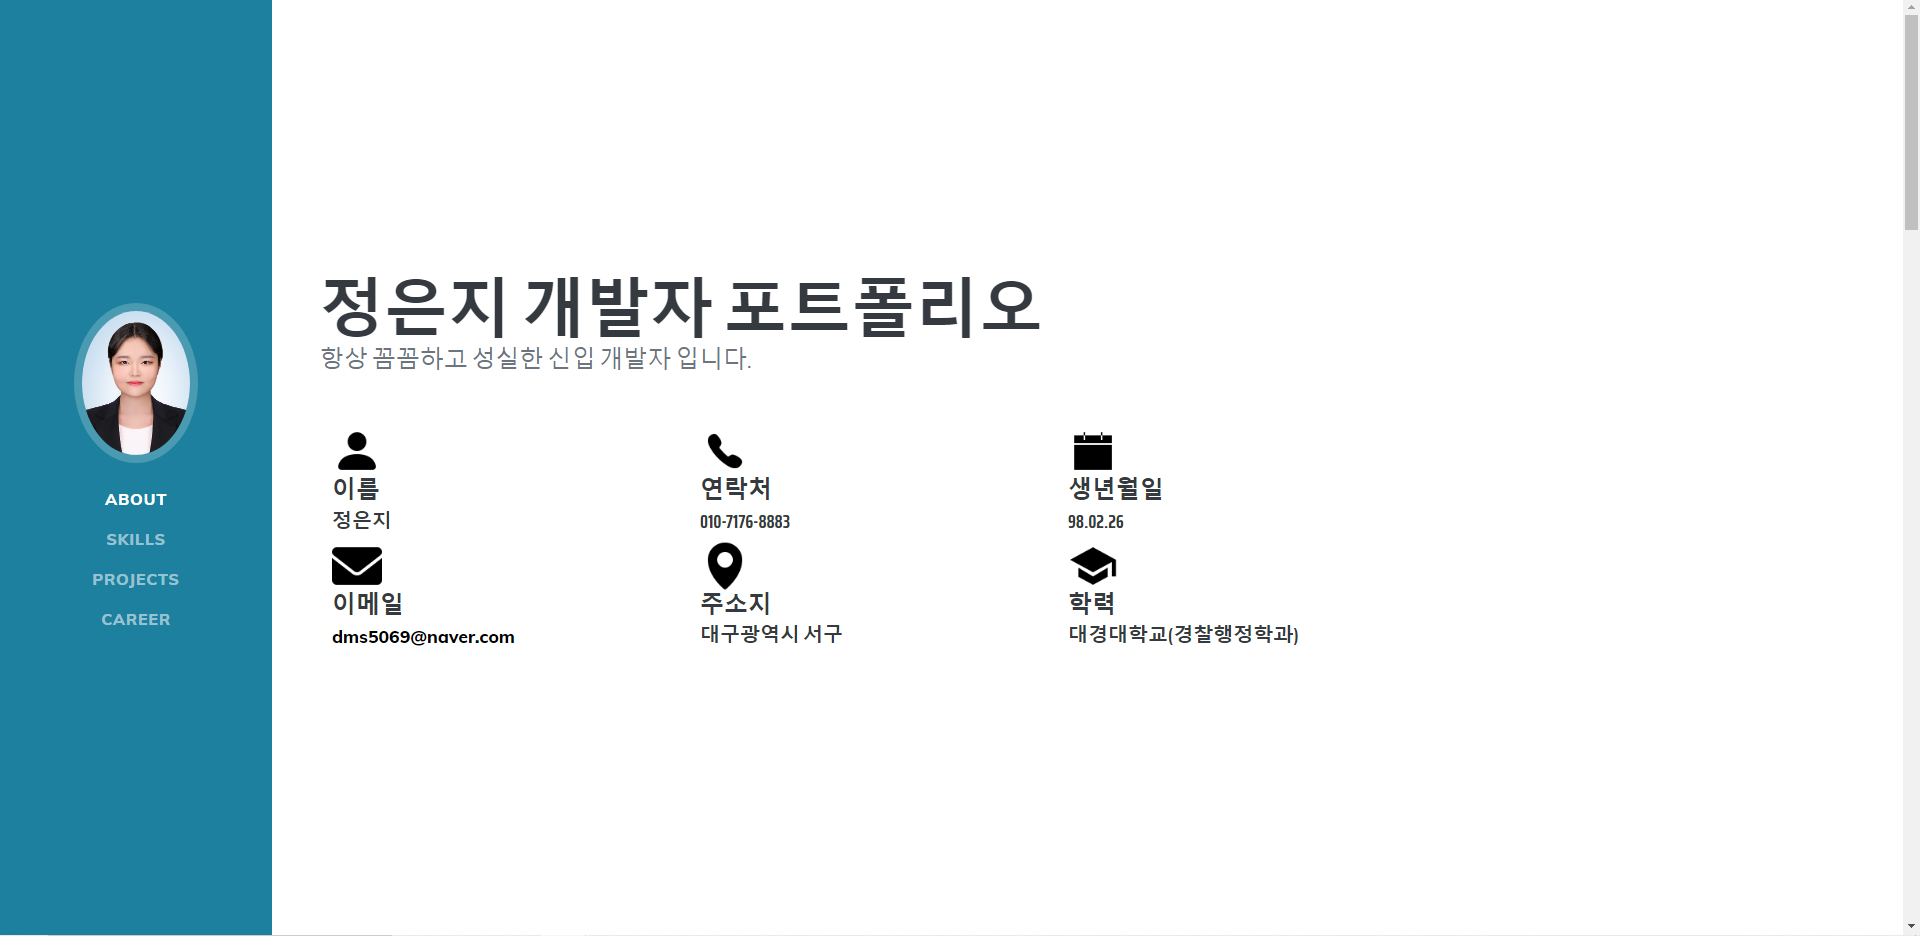 ABOUT
SKILLS
PROJECTS
CAREER
정은지 개발자 포트폴리오
항상 꼼꼼하고 성실한 신입 개발자 입니다.
이름
정은지
연락처
010-7176-8883
생년월일
98.02.26
이메일
dms5069@naver.com
주소지
대구광역시 서구
학력
대경대학교(경찰행정학과)